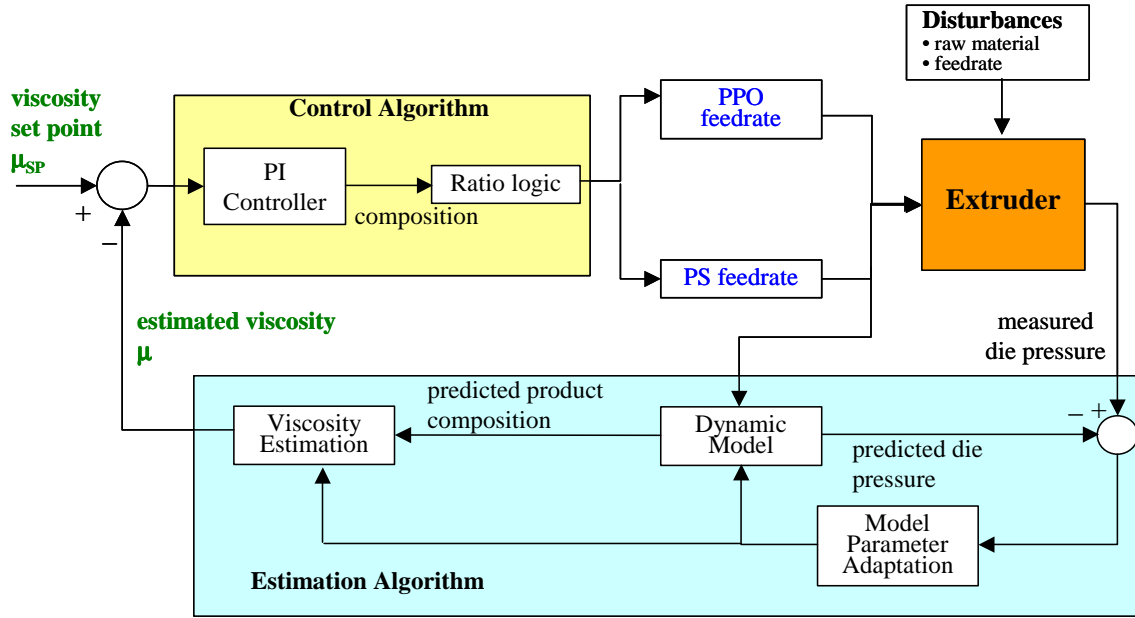 Disturbances
• raw material
• feedrate
viscosity
set point
μSP
+
−
Control Algorithm
PI
Controller
composition
Ratio logic
PPO
feedrate
PS feedrate
Extruder
estimated viscosity
μ
measured
die pressure
predicted product
composition
Viscosity
Estimation
Dynamic
Model
− +
predicted die
pressure
Model
Parameter
Adaptation
Estimation Algorithm